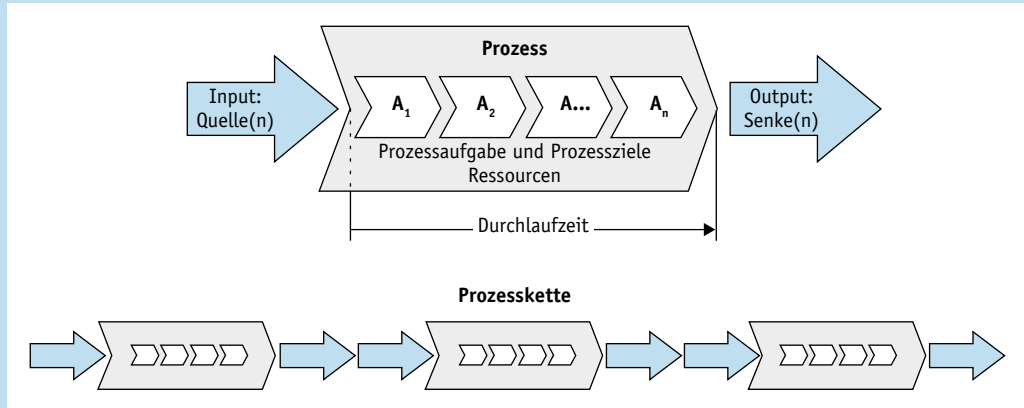 Prozess
Input:
Quelle(n)
A₁ A₂ A... Aₙ
Output:
Senke(n)
Prozessaufgabe und Prozessziele
Ressourcen
Durchlaufzeit
Prozesskette